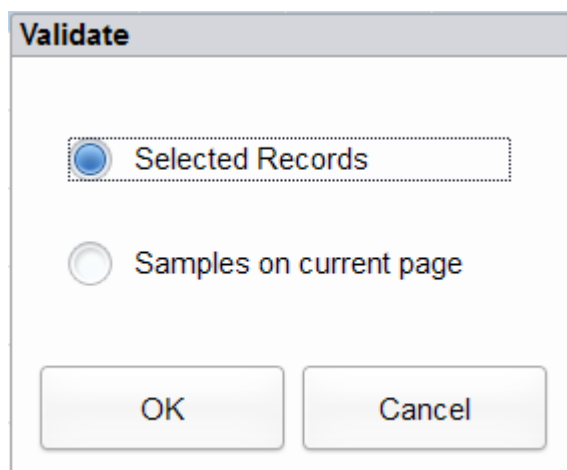 Validate
Selected Records
Samples on current page
OK
Cancel